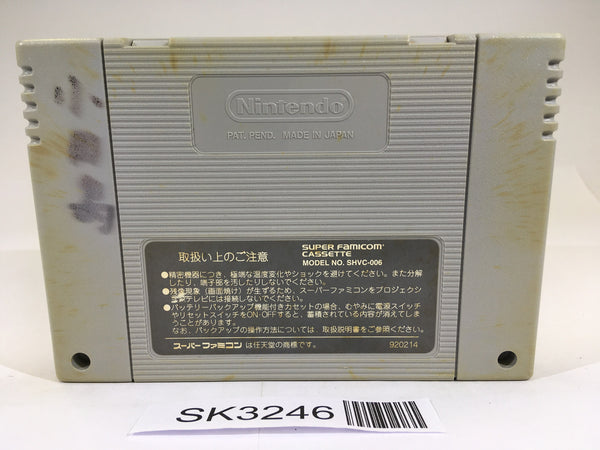 Nintendo
PAT. PEND. MADE IN JAPAN
取扱い上のご注意
SUPER FAMICOM
CASSETTE
MODEL NO. SHVC-006
●精密機器につき、極端な温度変化やショックを避けてください。また分解
したり、端子部を汚したりしないでください。
●残像現象（画面焼け）が生ずるため、スーパーファミコンをプロジェクション
テレビには接続しないでください。
●バッテリーバックアップ機能付きカセットの場合、むやみに電源スイッチ
やリセットスイッチをON・OFFすると、蓄積されている内容が消えてしま
うことがあります。
なお、バックアップの操作方法については、取扱説明書をご参照ください。
スーパーファミコン は任天堂の商標です。
920214
SK3246